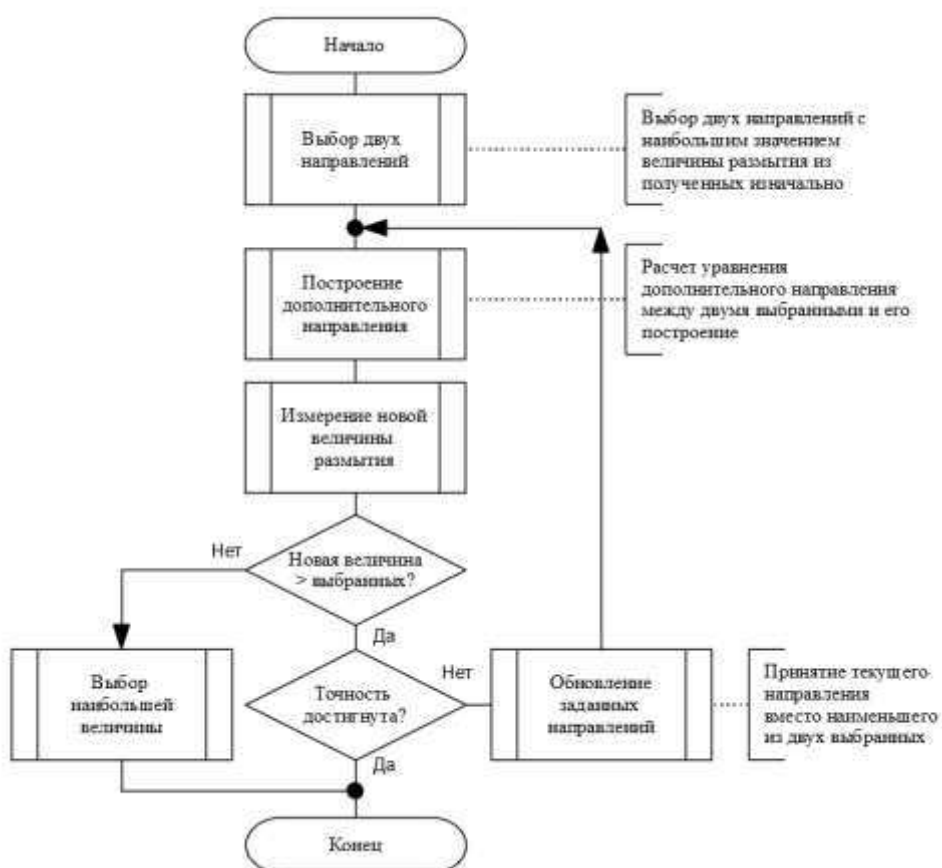 Начало
Выбор двух
направлений
Выбор двух направлений с
наибольшим значением
величины размытия из
полученных изначально
Построение
дополнительного
направления
Расчет уравнения
дополнительного направления
между двумя выбранными и его
построение
Измерение новой
величины
размытия
Нет
Новая величина
> выбранных?
Да
Выбор
наибольшей
величины
Точность
достигнута?
Нет
Обновление
заданных
направлений
Принятие текущего
направления
вместо наименьшего
из двух выбранных
Да
Конец